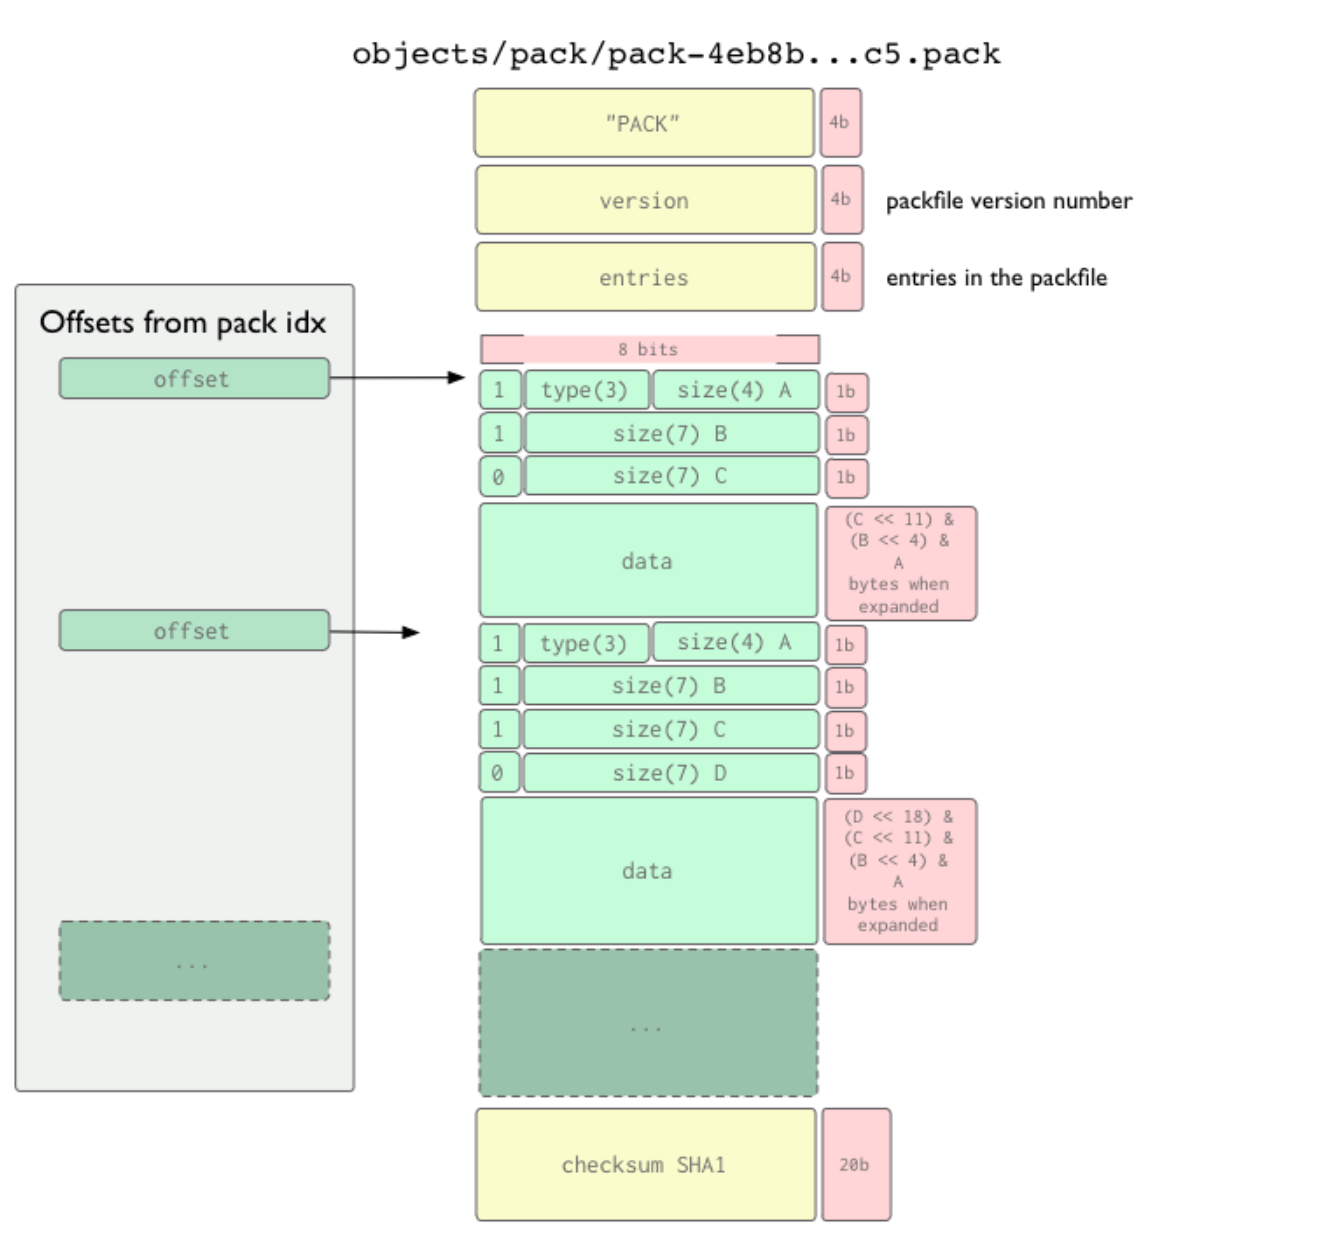 objects/pack/pack-4eb8b...c5.pack
"PACK" 4b
version 4b packfile version number
entries 4b entries in the packfile
Offsets from pack idx
8 bits
offset
1 type(3) size(4) A 1b
1 size(7) B 1b
0 size(7) C 1b
data
(C << 11) &
(B << 4) &
A
bytes when
expanded
offset
1 type(3) size(4) A 1b
1 size(7) B 1b
1 size(7) C 1b
0 size(7) D 1b
data
(D << 18) &
(C << 11) &
(B << 4) &
A
bytes when
expanded
...
...
checksum SHA1 20b